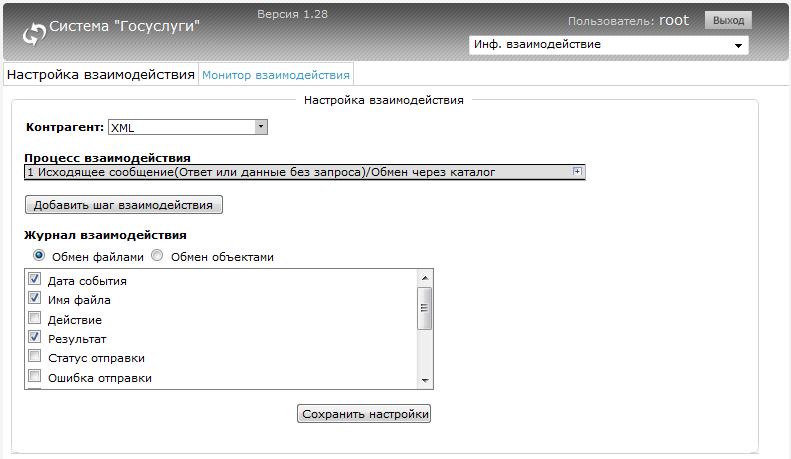 Версия 1.28
Система "Госуслуги"
Пользователь: root
Выход
Инф. взаимодействие
Настройка взаимодействия
Монитор взаимодействия
Настройка взаимодействия
Контрагент: XML
Процесс взаимодействия
1 Исходящее сообщение(Ответ или данные без запроса)/Обмен через каталог
Добавить шаг взаимодействия
Журнал взаимодействия
Обмен файлами Обмен объектами
Дата события
Имя файла
Действие
Результат
Статус отправки
Ошибка отправки
Сохранить настройки